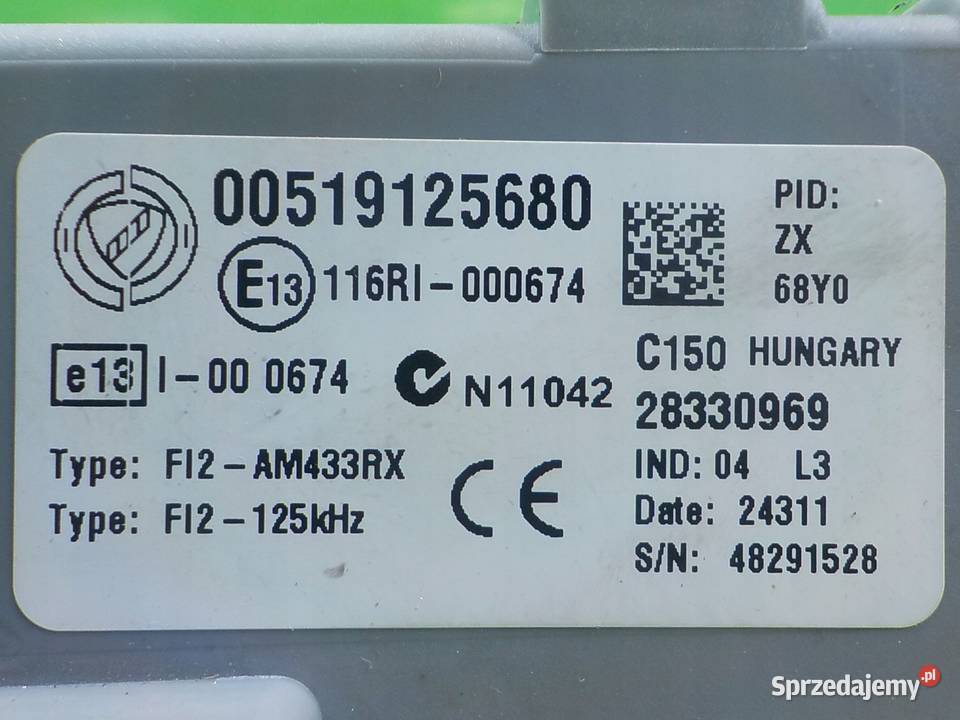 00519125680
E13 116RI-000674
e13 I-00 0674
N11042
Type: FI2-AM433RX
Type: FI2-125kHz
CE
PID:
ZX
68Y0
C150 HUNGARY
28330969
IND: 04 L3
Date: 24311
S/N: 48291528
Sprzedajemy.pl